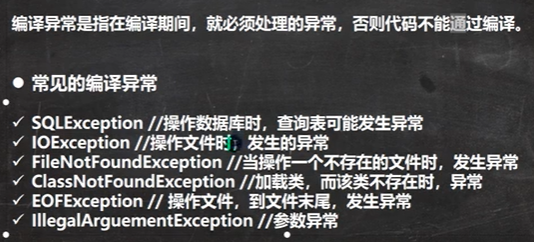 编译异常是指在编译期间，就必须处理的异常，否则代码不能通过编译。
● 常见的编译异常
✓ SQLException //操作数据库时，查询表可能发生异常
✓ IOException //操作文件时，发生的异常
✓ FileNotFoundException //当操作一个不存在的文件时，发生异常
✓ ClassNotFoundException //加载类，而该类不存在时，异常
✓ EOFException // 操作文件，到文件末尾，发生异常
✓ IllegalArguementException //参数异常